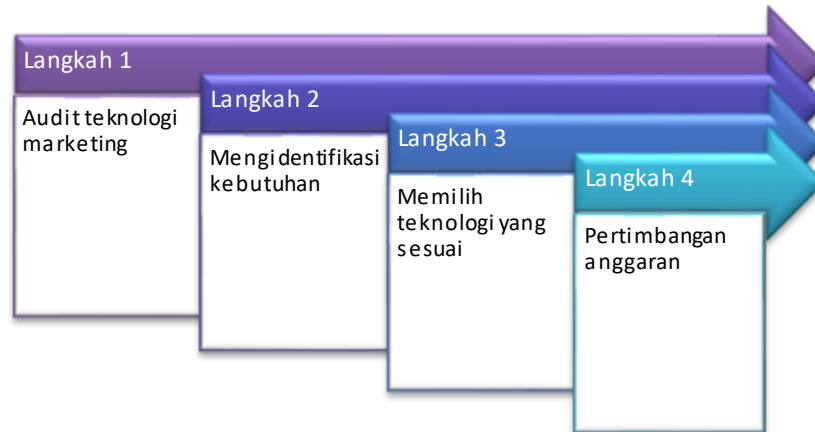 Langkah 1
Audit teknologi
marketing
Langkah 2
Mengidentifikasi
kebutuhan
Langkah 3
Memilih
teknologi yang
sesuai
Langkah 4
Pertimbangan
anggaran